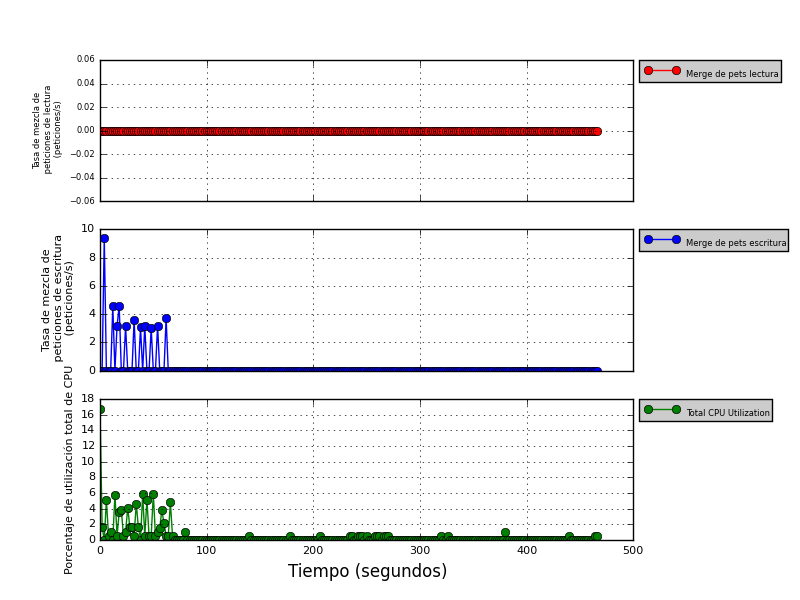 0.06
0.04
0.02
0.00
−0.02
−0.04
−0.06
Tasa de mezcla de
peticiones de lectura
(peticiones/s)
Merge de pets lectura
10
8
6
4
2
0
Tasa de mezcla de
peticiones de escritura
(peticiones/s)
Merge de pets escritura
18
16
14
12
10
8
6
4
2
0
Porcentaje de utilización total de CPU
Total CPU Utilization
0
100
200
300
400
500
Tiempo (segundos)